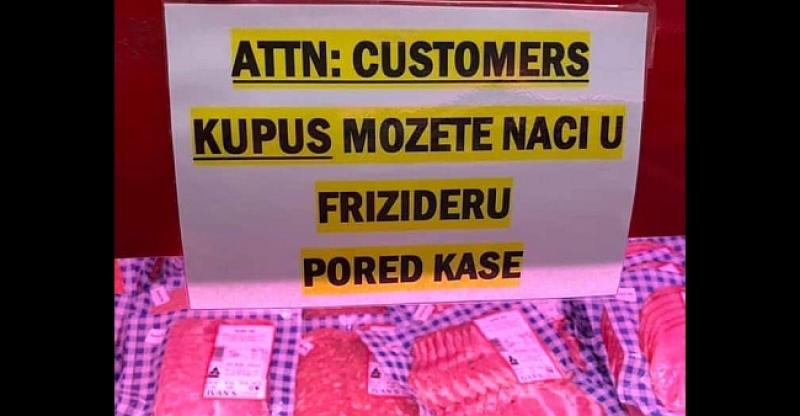 ATTN: CUSTOMERS
KUPUS MOZETE NACI U
FRIZIDERU
PORED KASE